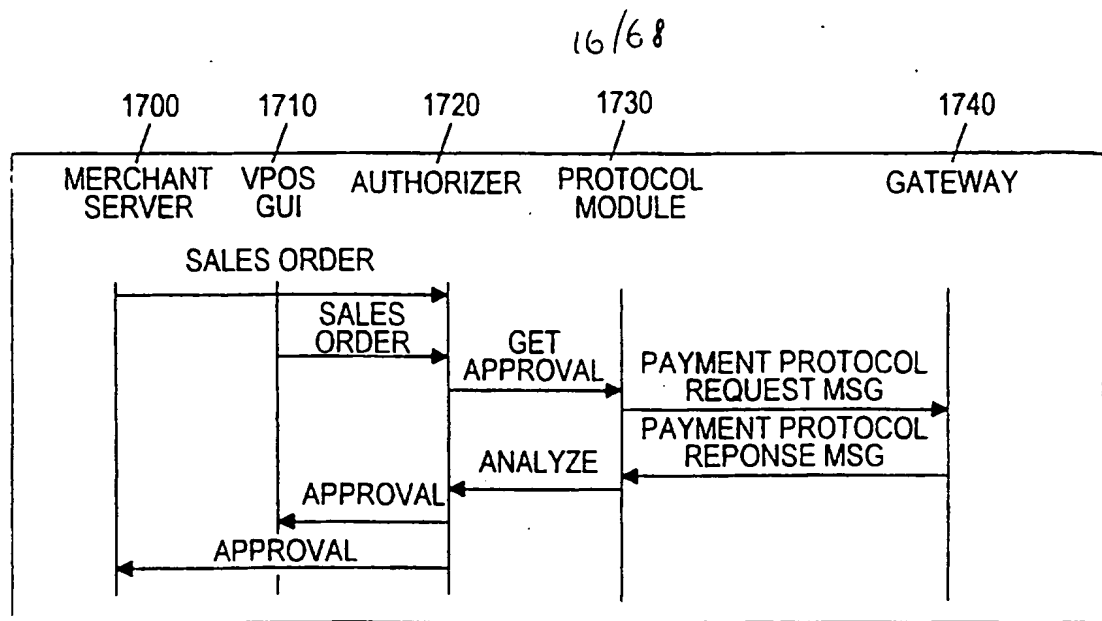 16/68
1700 1710 1720 1730 1740
MERCHANT SERVER
VPOS GUI
AUTHORIZER
PROTOCOL MODULE
GATEWAY
SALES ORDER
SALES
ORDER
GET
APPROVAL
PAYMENT PROTOCOL
REQUEST MSG
PAYMENT PROTOCOL
REPONSE MSG
ANALYZE
APPROVAL
APPROVAL